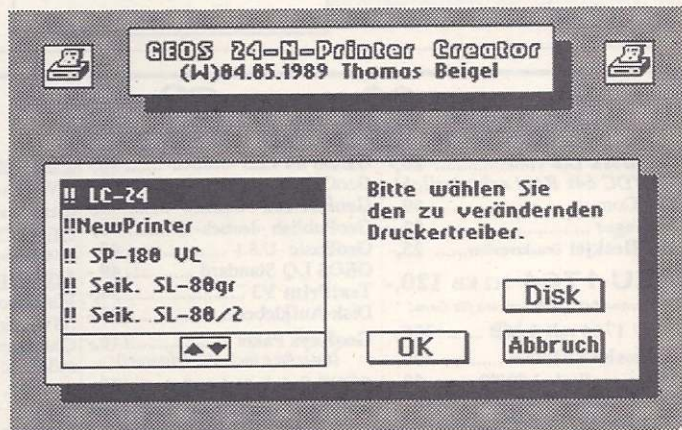 GEOS 24-N-Printer Creator
(W)04.05.1989 Thomas Beigel
!! LC-24
!!NewPrinter
!! SP-180 VC
!! Seik. SL-80gr
!! Seik. SL-80./2
Bitte wählen Sie
den zu verändernden
Druckertreiber.
Disk
OK
Abbruch